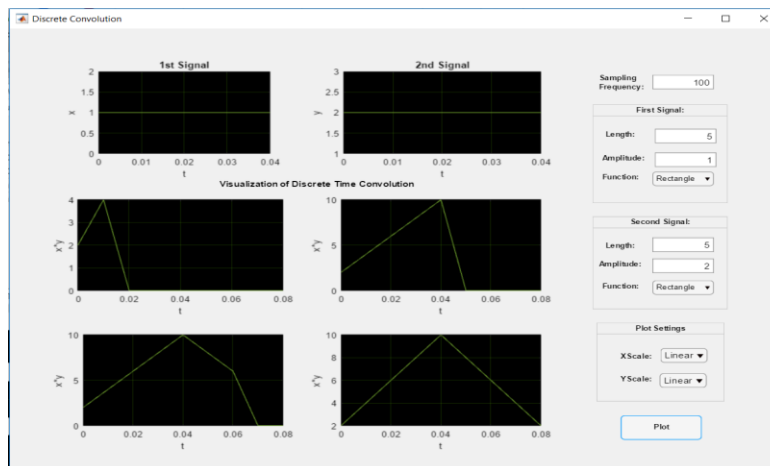 Discrete Convolution
1st Signal
2
1.5
1
0.5
0
x
0 0.01 0.02 0.03 0.04
t
2nd Signal
3
2.5
2
1.5
1
y
0 0.01 0.02 0.03 0.04
t
Visualization of Discrete Time Convolution
4
3
2
1
0
x*y
0 0.02 0.04 0.06 0.08
t
10
5
0
x*y
0 0.02 0.04 0.06 0.08
t
10
5
0
x*y
0 0.02 0.04 0.06 0.08
t
10
8
6
4
2
x*y
0 0.02 0.04 0.06 0.08
t
Sampling
Frequency: 100
First Signal:
Length: 5
Amplitude: 1
Function: Rectangle
Second Signal:
Length: 5
Amplitude: 2
Function: Rectangle
Plot Settings
XScale: Linear
YScale: Linear
Plot